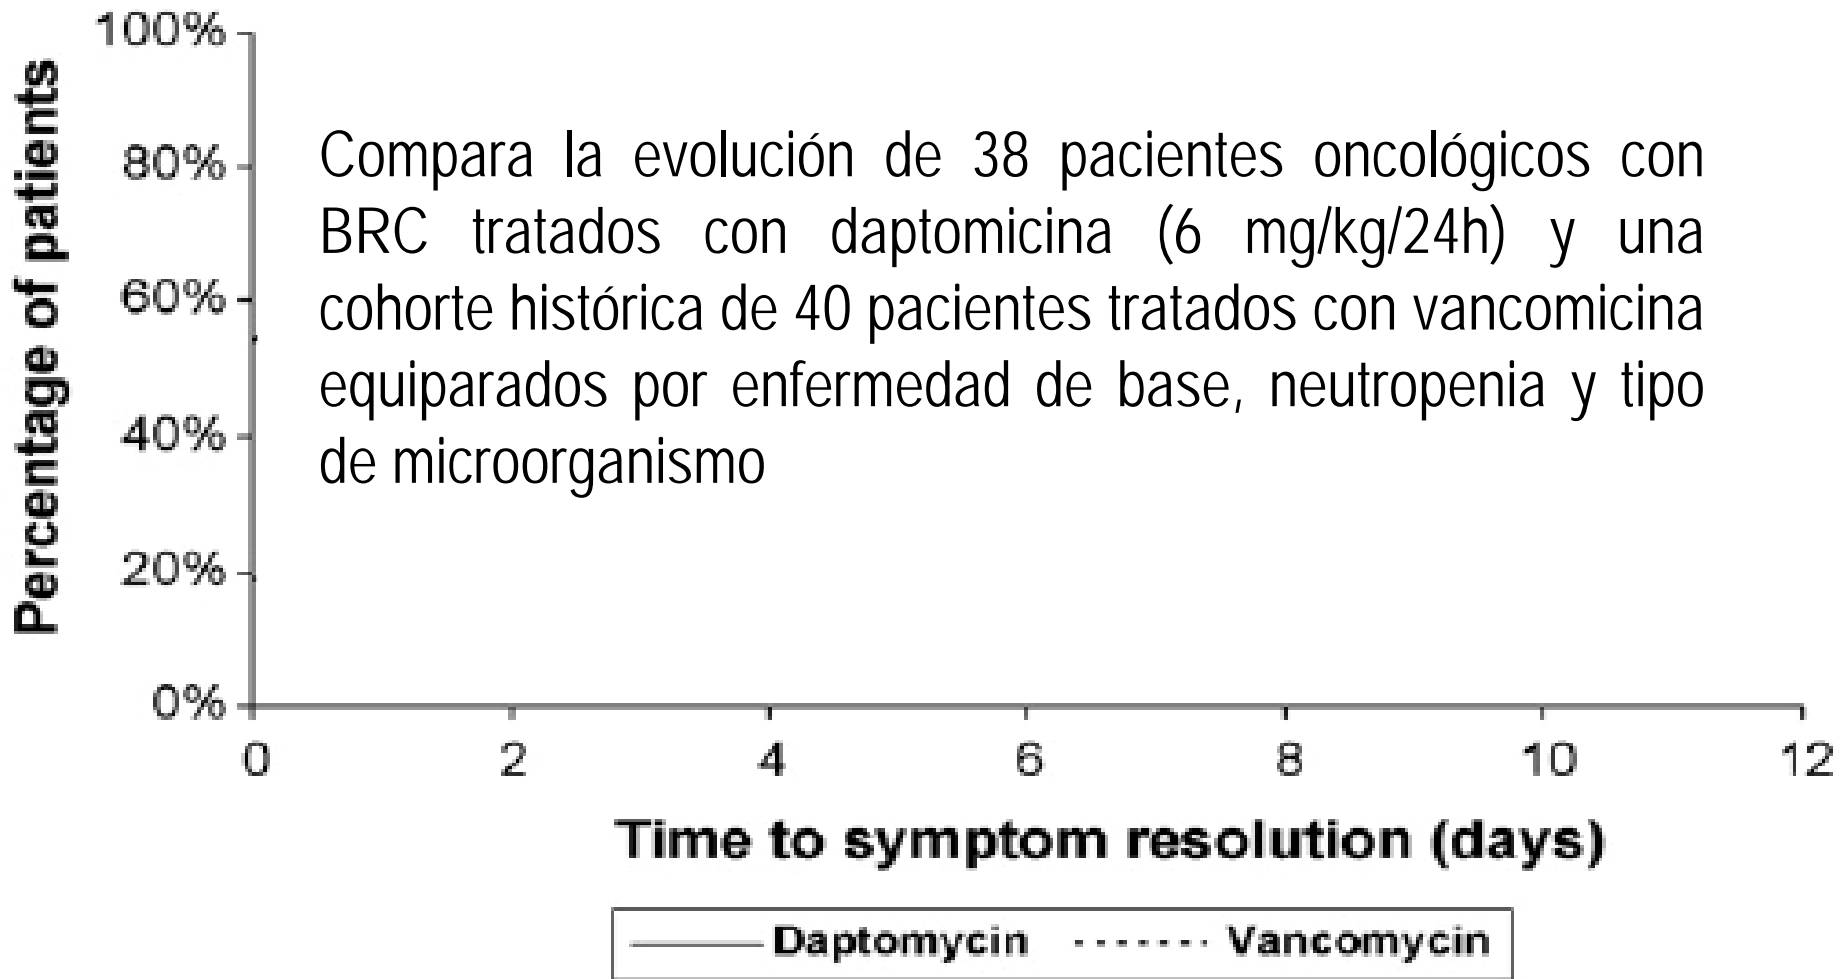 100%
80%
60%
40%
20%
0%
Percentage of patients
Compara la evolución de 38 pacientes oncológicos con
BRC tratados con daptomicina (6 mg/kg/24h) y una
cohorte histórica de 40 pacientes tratados con vancomicina
equiparados por enfermedad de base, neutropenia y tipo
de microorganismo
0 2 4 6 8 10 12
Time to symptom resolution (days)
Daptomycin Vancomycin